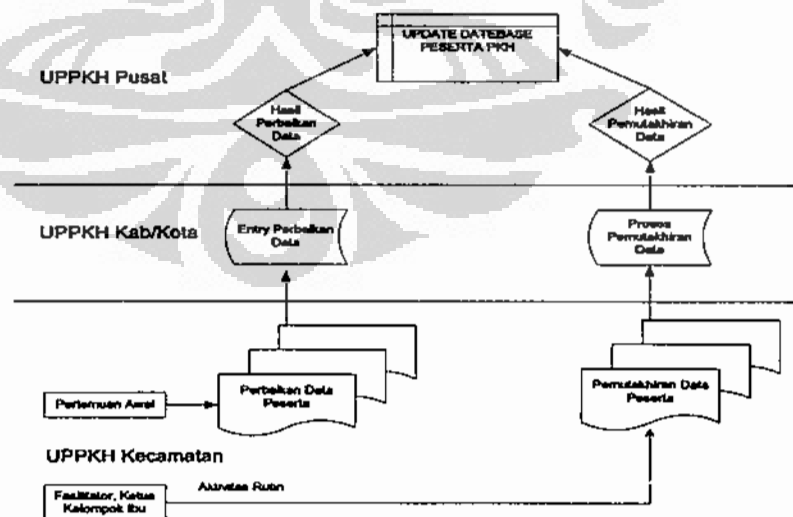 UPDATE DATEBASE
PESERTA PKH
UPPKH Pusat
Hasil
Perbaikan
Data
Hasil
Pemutakhiran
Data
UPPKH Kab/Kota
Entry Perbaikan
Data
Proses
Pemutakhiran
Data
Perbaikan Data
Peserta
Pemutakhiran Data
Peserta
Pertemuan Awal
UPPKH Kecamatan
Aktivitas Rutin
Fasilitator, Ketua
Kelompok Ibu